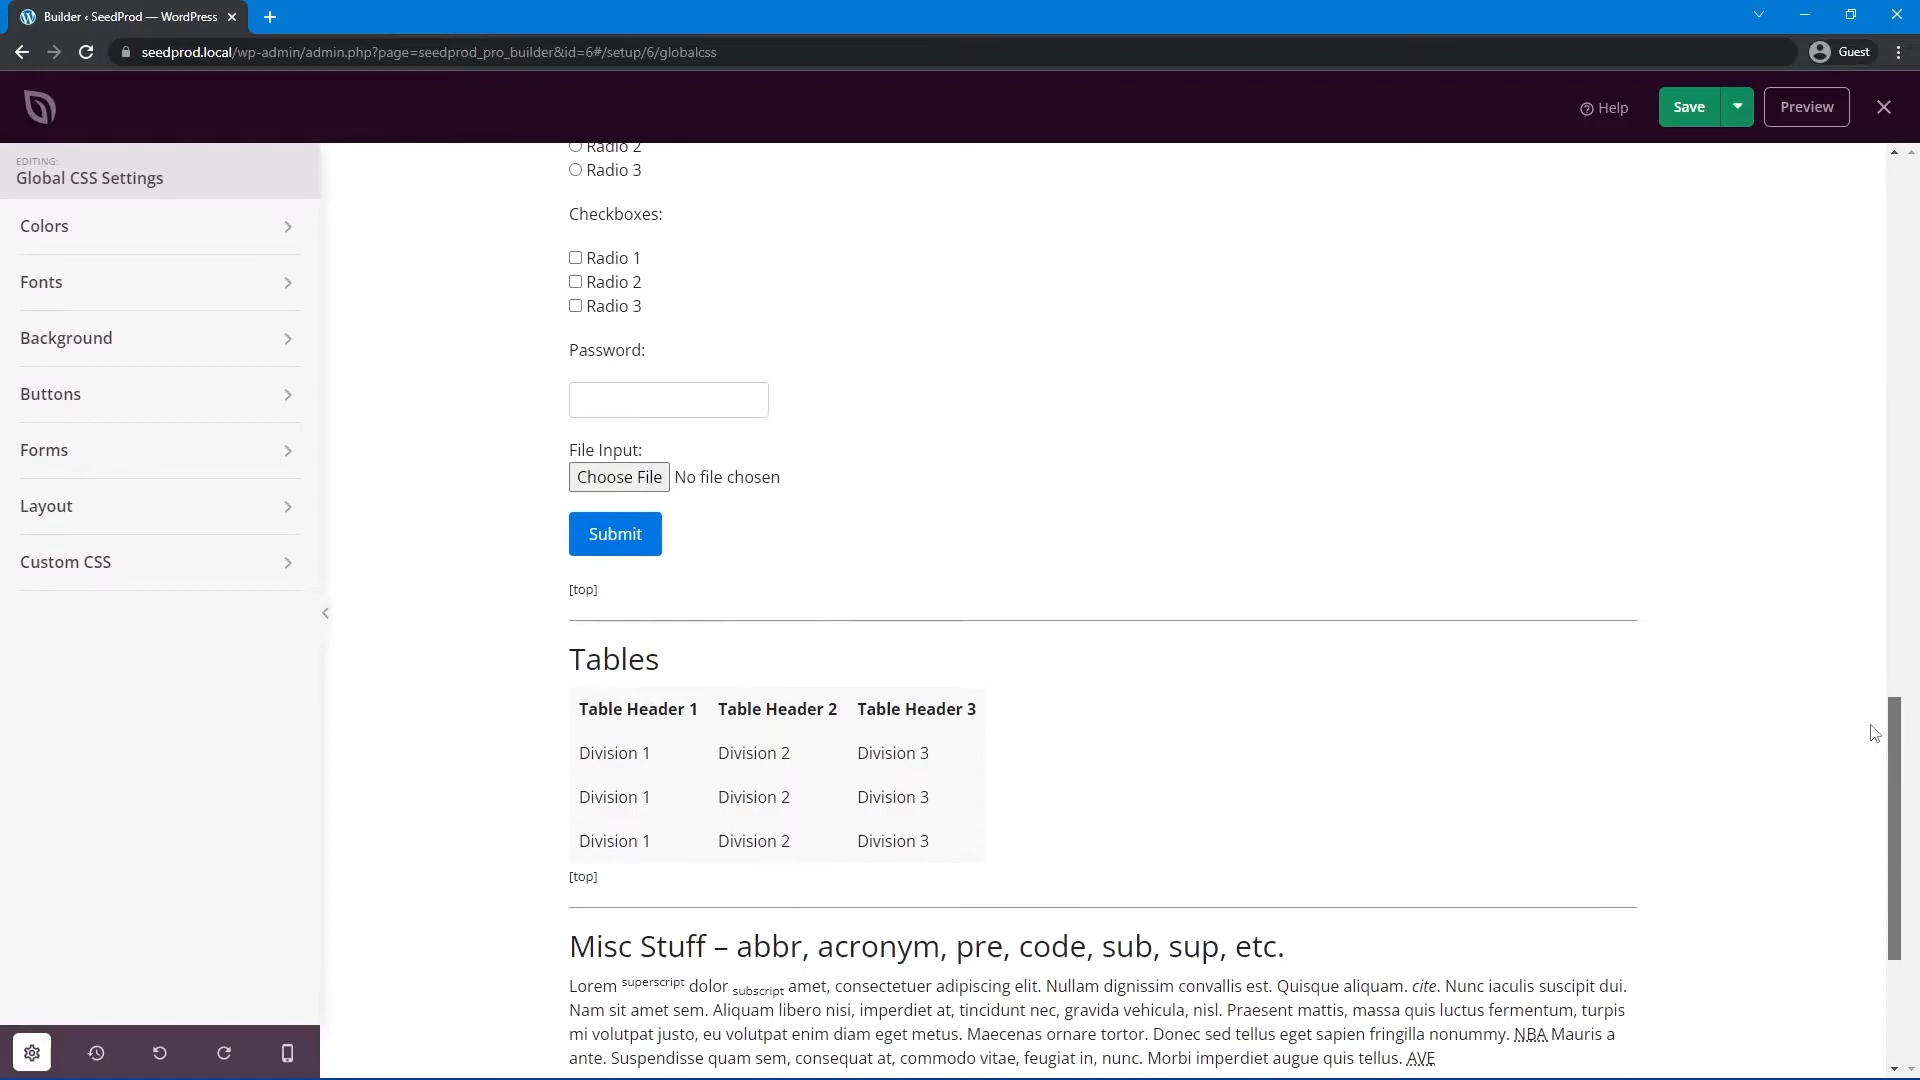 Builder ‹ SeedProd — WordPress
seedprod.local/wp-admin/admin.php?page=seedprod_pro_builder&id=6#/setup/6/globalcss
Guest
Help
Save
Preview
EDITING:
Global CSS Settings
Colors
Fonts
Background
Buttons
Forms
Layout
Custom CSS
Radio 2
Radio 3
Checkboxes:
Radio 1
Radio 2
Radio 3
Password:
File Input:
Choose File No file chosen
Submit
[top]
Tables
Table Header 1 Table Header 2 Table Header 3
Division 1 Division 2 Division 3
Division 1 Division 2 Division 3
Division 1 Division 2 Division 3
[top]
Misc Stuff – abbr, acronym, pre, code, sub, sup, etc.
Lorem superscript dolor subscript amet, consectetuer adipiscing elit. Nullam dignissim convallis est. Quisque aliquam. cite. Nunc iaculis suscipit dui.
Nam sit amet sem. Aliquam libero nisi, imperdiet at, tincidunt nec, gravida vehicula, nisl. Praesent mattis, massa quis luctus fermentum, turpis
mi volutpat justo, eu volutpat enim diam eget metus. Maecenas ornare tortor. Donec sed tellus eget sapien fringilla nonummy. NBA Mauris a
ante. Suspendisse quam sem, consequat at, commodo vitae, feugiat in, nunc. Morbi imperdiet augue quis tellus. AVE